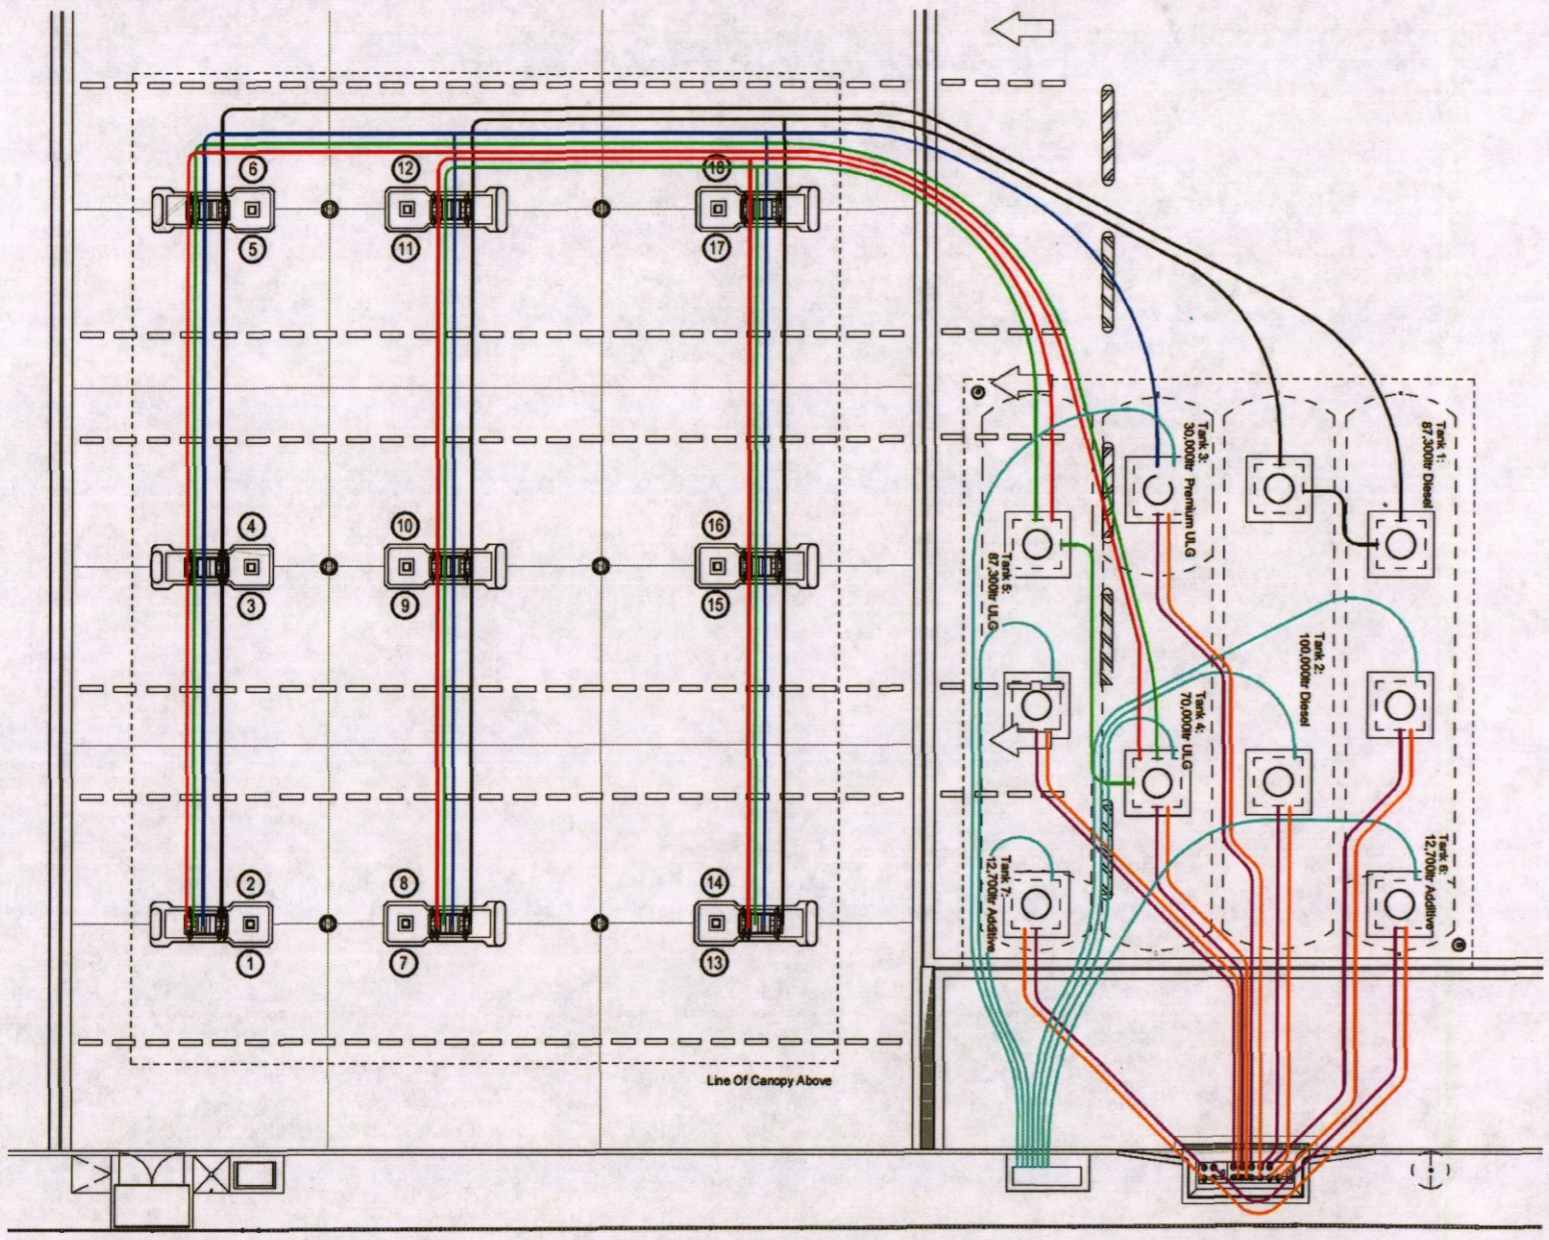 6
12
18
5
11
17
4
10
16
3
9
15
2
8
14
1
7
13
Line Of Canopy Above
Tank 1:
87,300ltr Diesel
Tank 3:
30,000ltr Premium ULG
Tank 5:
67,300ltr ULG
Tank 2:
100,000ltr Diesel
Tank 4:
70,000ltr ULG
Tank 6:
12,700ltr Additive
Tank 7:
12,700ltr Additive